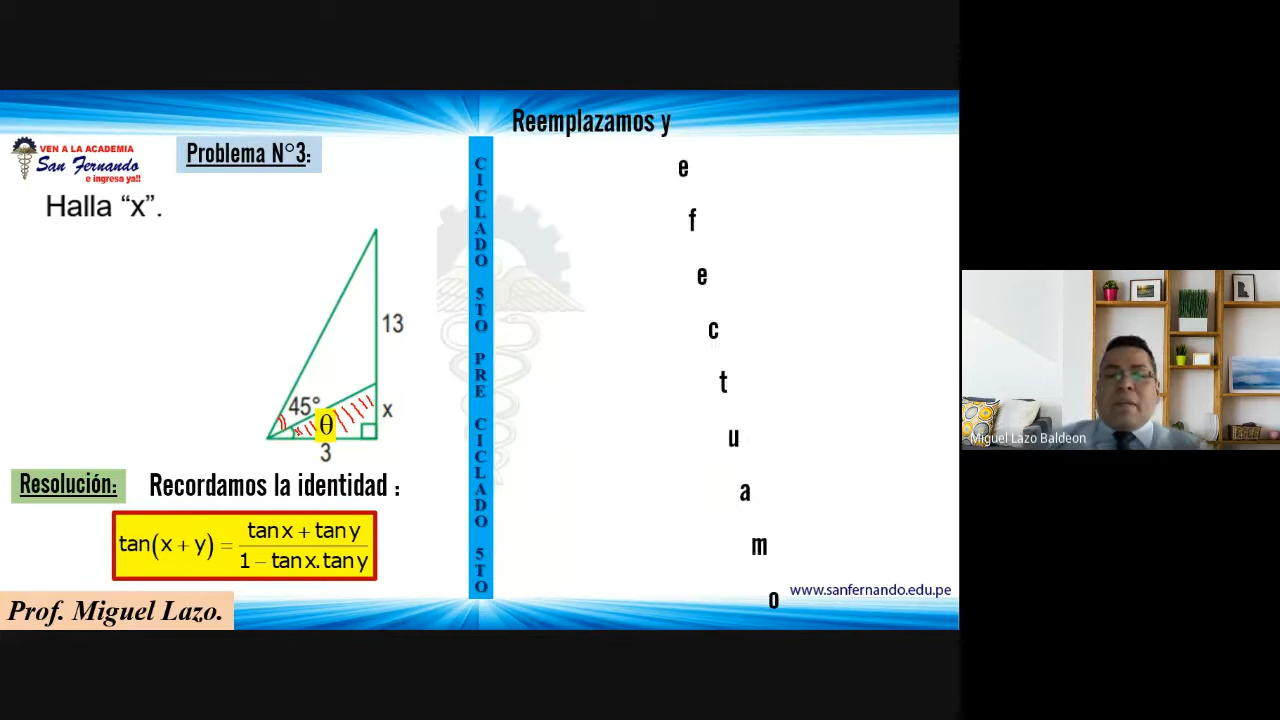 VEN A LA ACADEMIA
San Fernando
e ingresa ya!!
Problema N°3:
Halla “x”.
13
45°
θ
x
3
Resolución:
Recordamos la identidad :
tan(x + y) = (tan x + tan y) / (1 − tan x. tan y)
Prof. Miguel Lazo.
CICLADO 5TO PRE CICLADO 5TO
Reemplazamos y
e
f
e
c
t
u
a
m
o
www.sanfernando.edu.pe
Miguel Lazo Baldeon